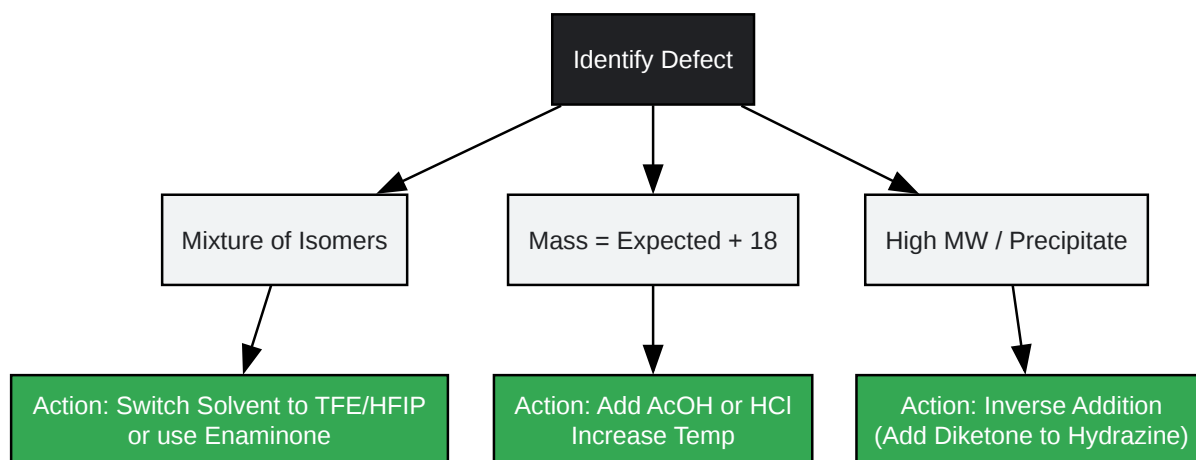 Identify Defect
Mixture of Isomers
Mass = Expected + 18
High MW / Precipitate
Action: Switch Solvent to TFE/HFIP
or use Enaminone
Action: Add AcOH or HCl
Increase Temp
Action: Inverse Addition
(Add Diketone to Hydrazine)